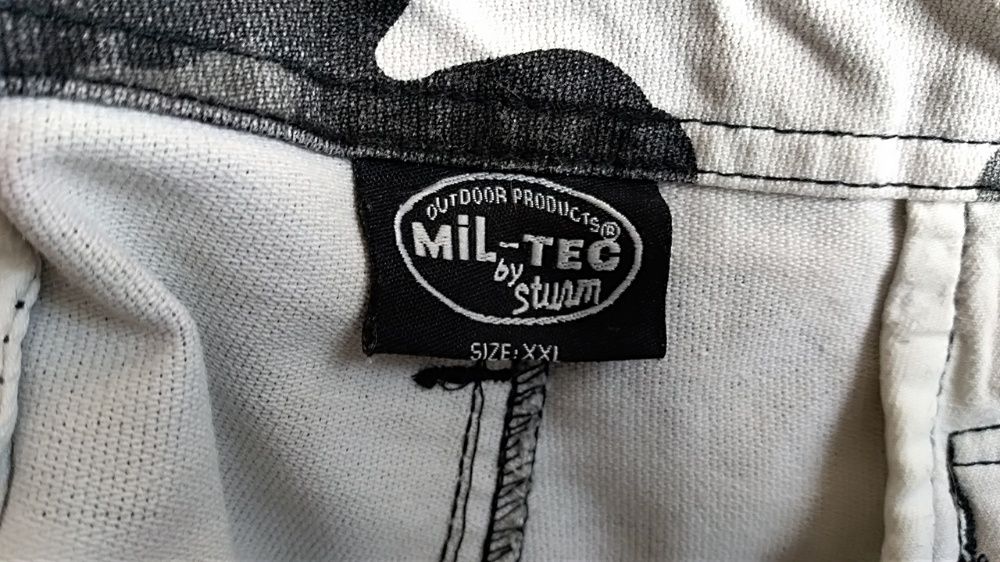 OUTDOOR PRODUCTS®
MiL-TEC
by
Sturm
SIZE: XXL